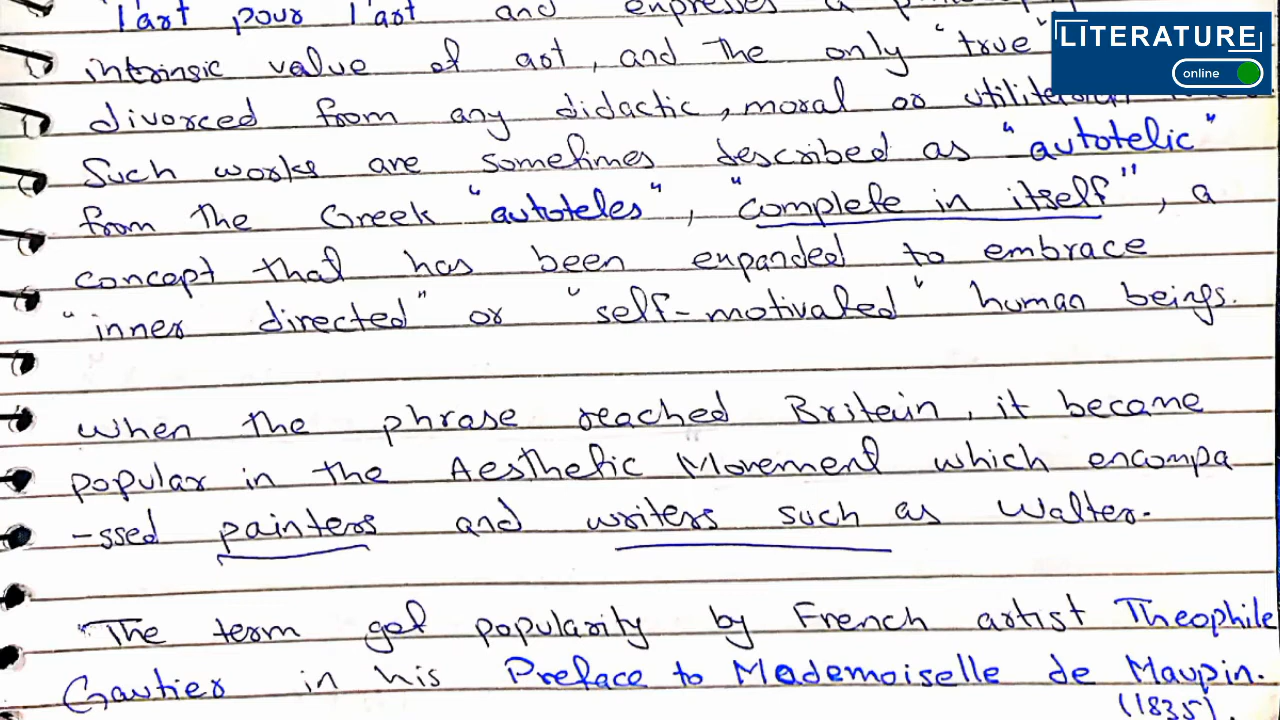 l'art pour l'art and expresses a
intrinsic value of art, and the only "true"
LITERATURE
online
divorced from any didactic, moral or
Such works are sometimes described as "autotelic"
from the Greek "autoteles", "complete in itself", a
concept that has been expanded to embrace
"inner directed" or "self-motivated" human beings.
When the phrase reached Britein, it became
popular in the Aesthetic Movement which encompa
-ssed painters and writers such as Walter.
The term got popularity by French artist Theophile
Gautier in his Preface to Mademoiselle de Maupin.
(1835).